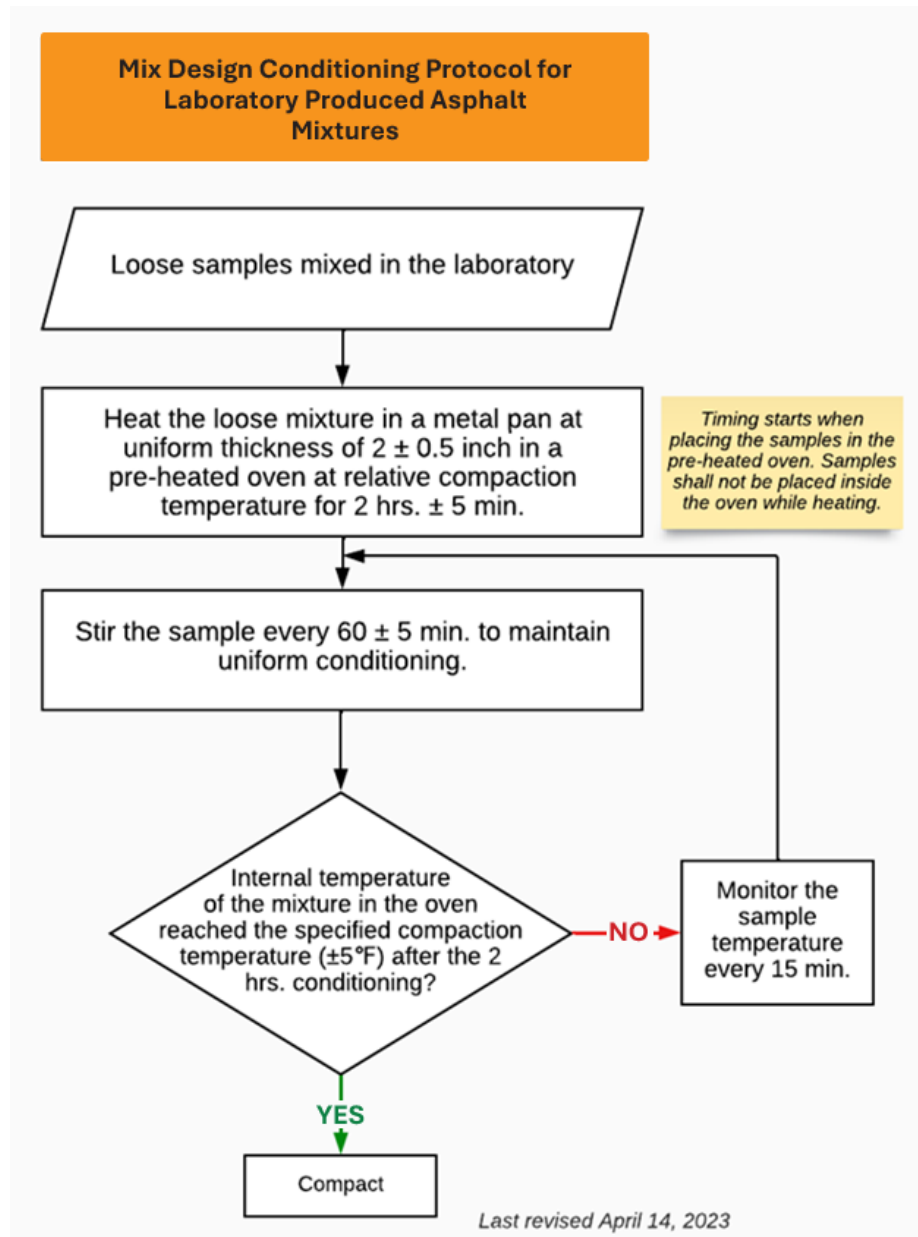 Mix Design Conditioning Protocol for
Laboratory Produced Asphalt
Mixtures
Loose samples mixed in the laboratory
Heat the loose mixture in a metal pan at
uniform thickness of 2 ± 0.5 inch in a
pre-heated oven at relative compaction
temperature for 2 hrs. ± 5 min.
Timing starts when
placing the samples in the
pre-heated oven. Samples
shall not be placed inside
the oven while heating.
Stir the sample every 60 ± 5 min. to maintain
uniform conditioning.
Internal temperature
of the mixture in the oven
reached the specified compaction
temperature (±5°F) after the 2
hrs. conditioning?
NO
Monitor the
sample
temperature
every 15 min.
YES
Compact
Last revised April 14, 2023